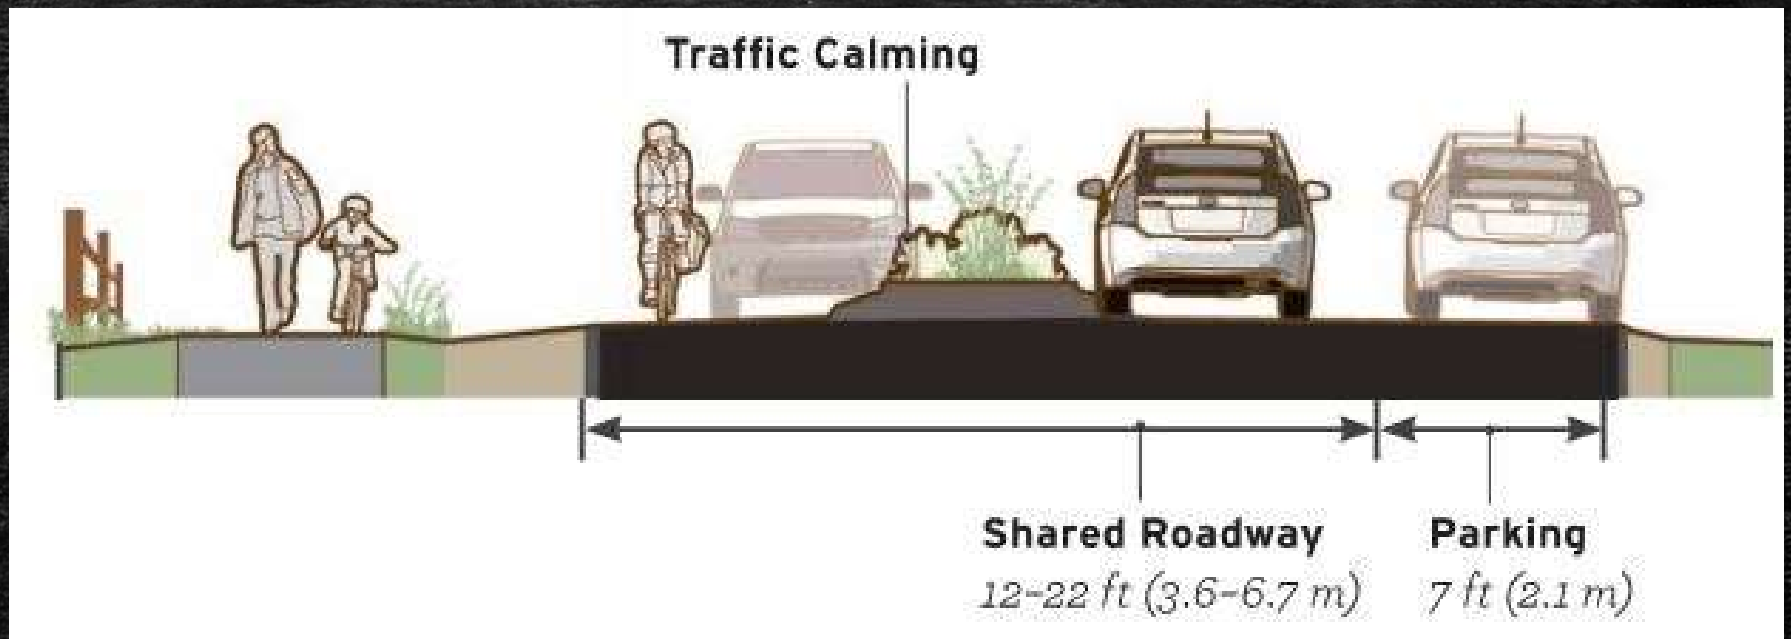 Traffic Calming
Shared Roadway
12–22 ft (3.6–6.7 m)
Parking
7 ft (2.1 m)